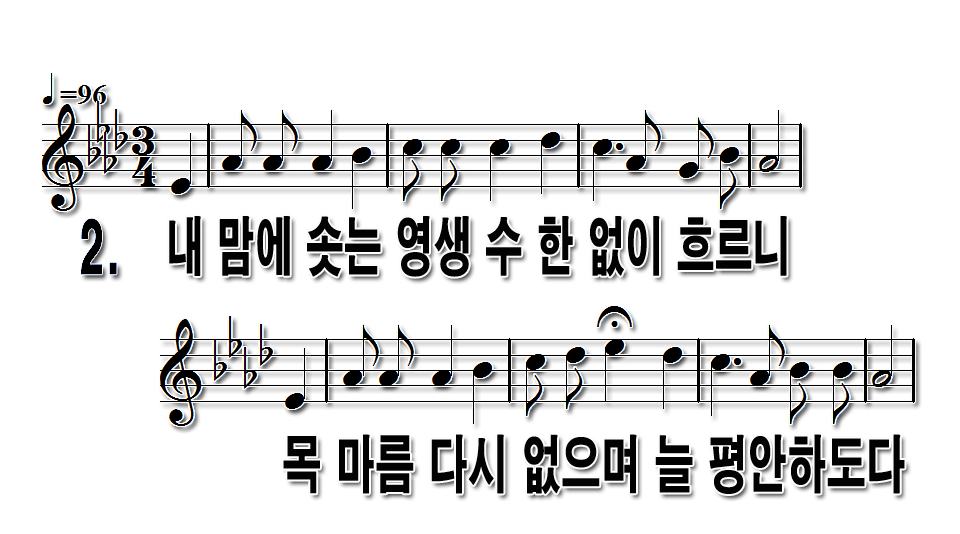 =96
3
4
2. 내 맘에 솟는 영생 수 한 없이 흐르니
목 마름 다시 없으며 늘 평안하도다